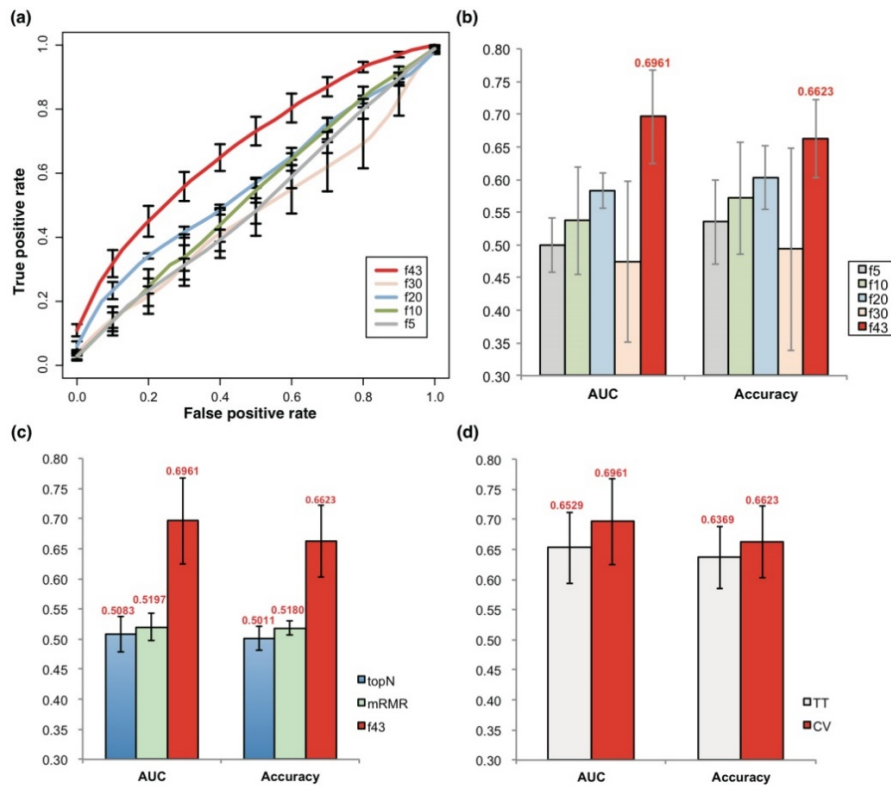 (a)
True positive rate
1.0
0.8
0.6
0.4
0.2
0.0
f43
f30
f20
f10
f5
0.0 0.2 0.4 0.6 0.8 1.0
False positive rate
(b)
0.80
0.75
0.70
0.65
0.60
0.55
0.50
0.45
0.40
0.35
0.30
0.6961
0.6623
f5
f10
f20
f30
f43
AUC Accuracy
(c)
0.80
0.75
0.70
0.65
0.60
0.55
0.50
0.45
0.40
0.35
0.30
0.5083
0.5197
0.6961
0.5011
0.5180
0.6623
topN
mRMR
f43
AUC Accuracy
(d)
0.80
0.75
0.70
0.65
0.60
0.55
0.50
0.45
0.40
0.35
0.30
0.6529
0.6961
0.6369
0.6623
TT
CV
AUC Accuracy